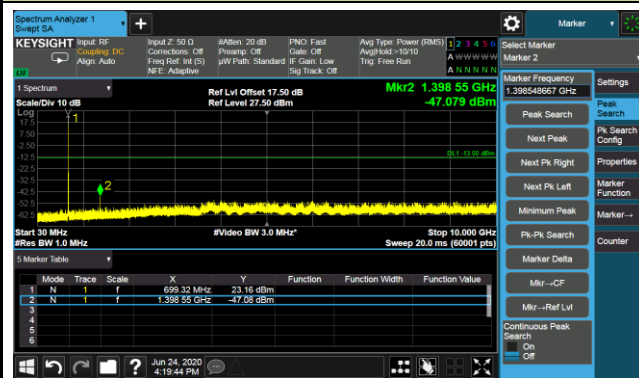 Spectrum Analyzer 1
Swept SA
Marker
KEYSIGHT
Input: RF
Coupling: DC
Align: Auto
Input Z: 50 Ω
Corrections: Off
Freq Ref: Int (S)
NFE: Adaptive
#Atten: 20 dB
Preamp: Off
µW Path: Standard
PNO: Fast
Gate: Off
IF Gain: Low
Sig Track: Off
Avg Type: Power (RMS)
Avg|Hold:>10/10
Trig: Free Run
1 2 3 4 5 6
A W W W W W
A N N N N N
Select Marker
Marker 2
LXI
1 Spectrum
Scale/Div 10 dB
Ref Lvl Offset 17.50 dB
Ref Level 27.50 dBm
Mkr2 1.398 55 GHz
-47.079 dBm
Log
17.5
7.50
-2.50
-12.5
-22.5
-32.5
-42.5
-52.5
-62.5
1
2
DL1 -13.00 dBm
Start 30 MHz
#Res BW 1.0 MHz
#Video BW 3.0 MHz*
Stop 10.000 GHz
Sweep 20.0 ms (60001 pts)
5 Marker Table
Mode Trace Scale X Y Function Function Width Function Value
1 N 1 f 699.32 MHz 23.16 dBm
2 N 1 f 1.398 55 GHz -47.08 dBm
3
4
5
6
Marker Frequency
1.398548667 GHz
Peak Search
Next Peak
Next Pk Right
Next Pk Left
Minimum Peak
Pk-Pk Search
Marker Delta
Mkr→CF
Mkr→Ref Lvl
Continuous Peak
Search
On
Off
Settings
Peak
Search
Pk Search
Config
Properties
Marker
Function
Marker→
Counter
Jun 24, 2020
4:19:44 PM